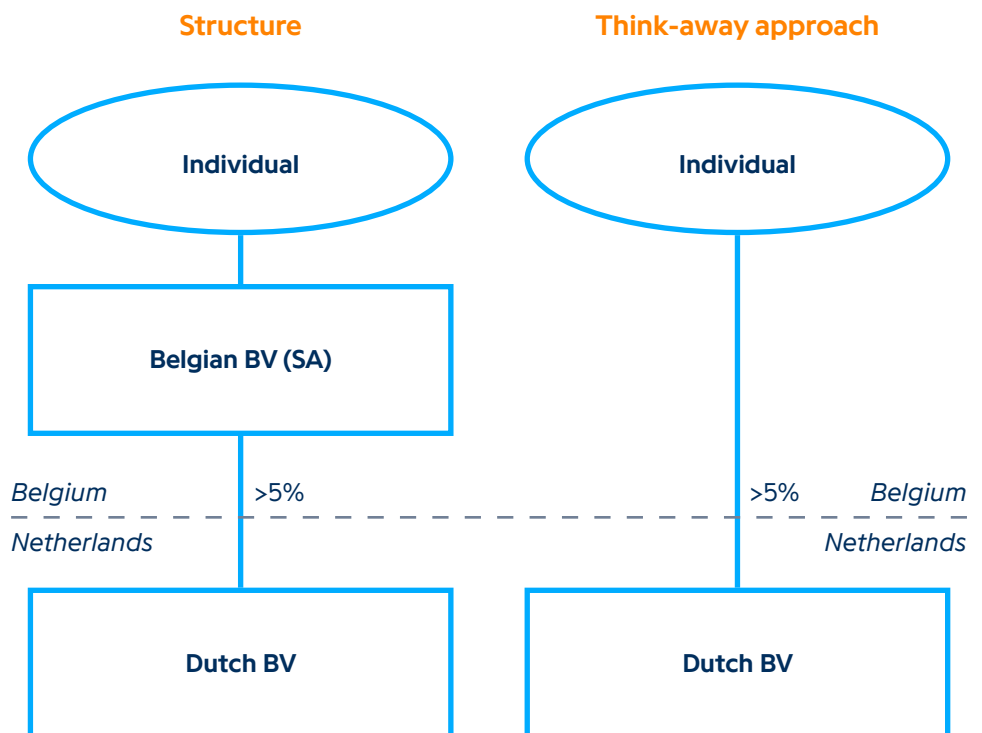 Structure
Think-away approach
Individual
Individual
Belgian BV (SA)
Belgium
>5%
>5%
Belgium
Netherlands
Netherlands
Dutch BV
Dutch BV